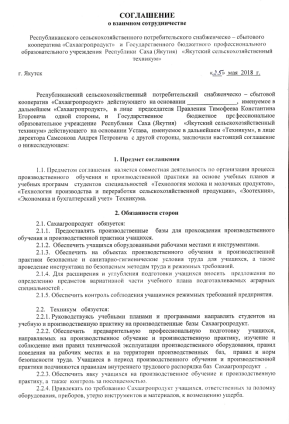 СОГЛАШЕНИЕ
о взаимном сотрудничестве
Республиканского сельскохозяйственного потребительского снабженческо – сбытового
кооператива «Сахаагропродукт» и Государственного бюджетного профессионального
образовательного учреждения Республики Саха (Якутия) «Якутский сельскохозяйственный
техникум»
г. Якутск «25» мая 2018 г.
Республиканский сельскохозяйственный потребительский снабженческо – сбытовой
кооператив «Сахаагропродукт» действующего на основании , именуемое в
дальнейшем «Сахаагропродукт», в лице председателя Правления Тимофеева Константина
Егоровича одной стороны, и Государственное бюджетное профессиональное
образовательное учреждение Республики Саха (Якутия) «Якутский сельскохозяйственный
техникум» действующего на основании Устава, именуемое в дальнейшем «Техникум», в лице
директора Самсонова Андрея Петровича с другой стороны, заключили настоящий соглашение
о нижеследующем:
1. Предмет соглашения
1.1. Предметом соглашения является совместная деятельность по организации процесса
производственного обучения и производственной практики на основе учебных планов и
учебных программ студентов специальностей «Технология молока и молочных продуктов»,
«Технология производства и переработки сельскохозяйственной продукции», «Зоотехния»,
«Экономика и бухгалтерский учет» Техникума.
2. Обязанности сторон
2.1. Сахаагропродукт обязуется:
2.1.1. Предоставлять производственные базы для прохождения производственного
обучения и производственной практики учащихся.
2.1.2. Обеспечить учащихся оборудованными рабочими местами и инструментами.
2.1.3. Обеспечить на объектах производственного обучения и производственной
практики безопасные и санитарно-гигиенические условия труда для учащихся, а также
проведение инструктажа по безопасным методам труда и режимных требований.
2.1.4. Для расширения и углубления подготовки учащихся вносить предложения по
определению предметов вариативной части учебного плана подготавливаемых аграрных
специальностей .
2.1.5. Обеспечить контроль соблюдения учащимися режимных требований предприятия.
2.2. Техникум обязуется:
2.2.1. Руководствуясь учебными планами и программами направлять студентов на
учебную и производственную практику на производственные базы Сахаагропродукт.
2.2.2. Обеспечить предварительную профессиональную подготовку учащихся,
направляемых на производственное обучение и производственную практику, изучение и
соблюдение ими правил технической эксплуатации производственного оборудования, правил
поведения на рабочих местах и на территории производственных баз, правил и норм
безопасности труда. Учащиеся в период производственного обучения и производственной
практики подчиняются правилам внутреннего трудового распорядка баз Сахаагропродукт .
2.2.3. Обеспечить явку учащихся на производственное обучение и производственную
практику, а также контроль за посещаемостью.
2.2.4. Привлекать по требованию Сахаагропродукт учащихся, ответственных за поломку
оборудования, приборов, утерю инструментов и материалов, к возмещению ущерба.